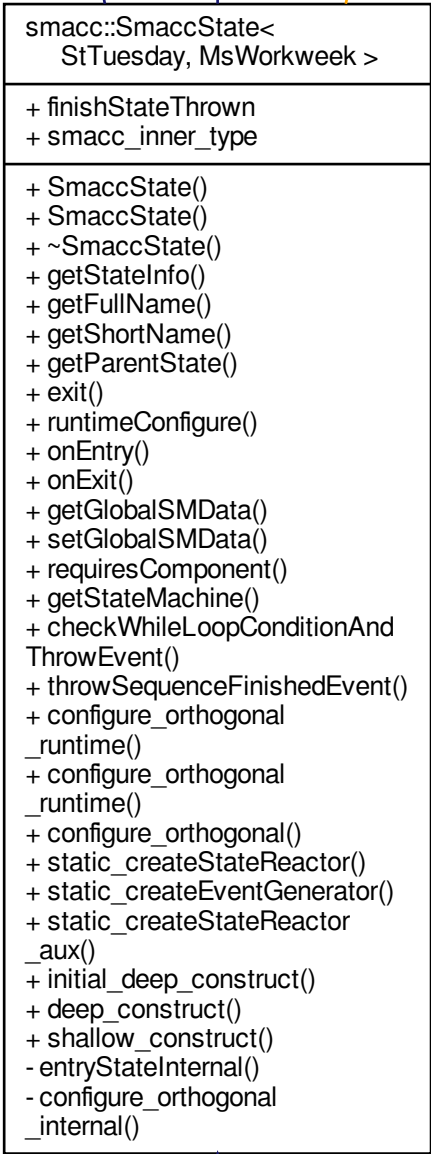 smacc::SmaccState<
StTuesday, MsWorkweek >
+ finishStateThrown
+ smacc_inner_type
+ SmaccState()
+ SmaccState()
+ ~SmaccState()
+ getStateInfo()
+ getFullName()
+ getShortName()
+ getParentState()
+ exit()
+ runtimeConfigure()
+ onEntry()
+ onExit()
+ getGlobalSMData()
+ setGlobalSMData()
+ requiresComponent()
+ getStateMachine()
+ checkWhileLoopConditionAnd
ThrowEvent()
+ throwSequenceFinishedEvent()
+ configure_orthogonal
_runtime()
+ configure_orthogonal
_runtime()
+ configure_orthogonal()
+ static_createStateReactor()
+ static_createEventGenerator()
+ static_createStateReactor
_aux()
+ initial_deep_construct()
+ deep_construct()
+ shallow_construct()
- entryStateInternal()
- configure_orthogonal
_internal()